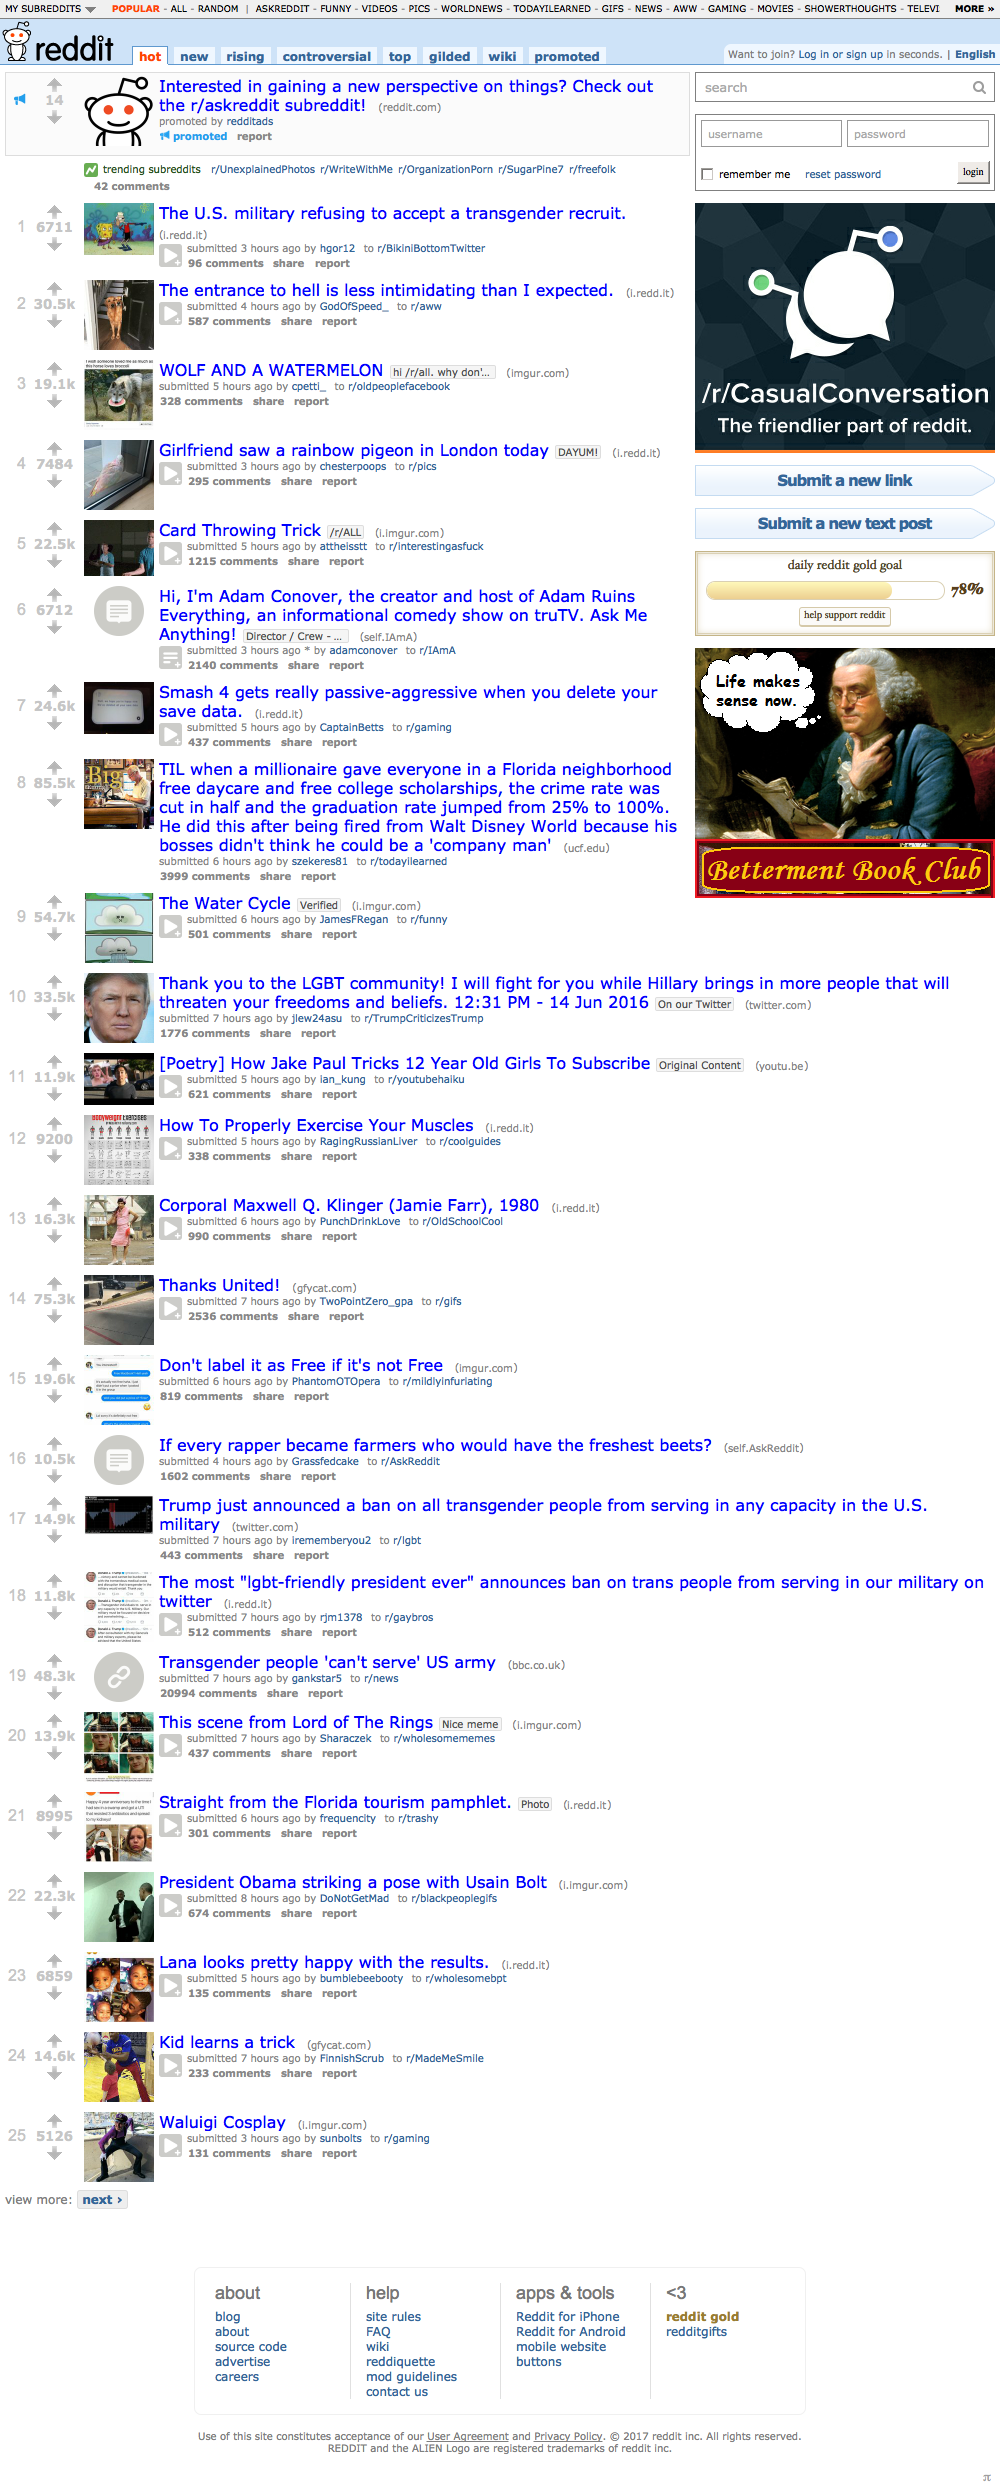 MY SUBREDDITS POPULAR - ALL - RANDOM | ASKREDDIT - FUNNY - VIDEOS - PICS - WORLDNEWS - TODAYILEARNED - GIFS - NEWS - AWW - GAMING - MOVIES - SHOWERTHOUGHTS - TELEVI MORE »
reddit hot new rising controversial top gilded wiki promoted
Want to join? Log in or sign up in seconds. | English
14
Interested in gaining a new perspective on things? Check out
the r/askreddit subreddit! (reddit.com)
promoted by redditads
promoted report
trending subreddits r/UnexplainedPhotos r/WriteWithMe r/OrganizationPorn r/SugarPine7 r/freefolk
42 comments
1 6711
The U.S. military refusing to accept a transgender recruit.
(i.redd.it)
submitted 3 hours ago by hgor12 to r/BikiniBottomTwitter
96 comments share report
2 30.5k
The entrance to hell is less intimidating than I expected. (i.redd.it)
submitted 4 hours ago by GodOfSpeed_ to r/aww
587 comments share report
3 19.1k
WOLF AND A WATERMELON hi /r/all. why don'... (imgur.com)
submitted 5 hours ago by cpetti_ to r/oldpeoplefacebook
328 comments share report
4 7484
Girlfriend saw a rainbow pigeon in London today DAYUM! (i.redd.it)
submitted 3 hours ago by chesterpoops to r/pics
295 comments share report
5 22.5k
Card Throwing Trick /r/ALL (i.imgur.com)
submitted 5 hours ago by attheisstt to r/interestingasfuck
1215 comments share report
6 6712
Hi, I'm Adam Conover, the creator and host of Adam Ruins
Everything, an informational comedy show on truTV. Ask Me
Anything! Director / Crew - ... (self.IAmA)
submitted 3 hours ago * by adamconover to r/IAmA
2140 comments share report
7 24.6k
Smash 4 gets really passive-aggressive when you delete your
save data. (i.redd.it)
submitted 5 hours ago by CaptainBetts to r/gaming
437 comments share report
8 85.5k
Big
TIL when a millionaire gave everyone in a Florida neighborhood
free daycare and free college scholarships, the crime rate was
cut in half and the graduation rate jumped from 25% to 100%.
He did this after being fired from Walt Disney World because his
bosses didn't think he could be a 'company man' (ucf.edu)
submitted 6 hours ago by szekeres81 to r/todayilearned
3999 comments share report
9 54.7k
The Water Cycle Verified (i.imgur.com)
submitted 6 hours ago by JamesFRegan to r/funny
501 comments share report
10 33.5k
Thank you to the LGBT community! I will fight for you while Hillary brings in more people that will
threaten your freedoms and beliefs. 12:31 PM - 14 Jun 2016 On our Twitter (twitter.com)
submitted 7 hours ago by jlew24asu to r/TrumpCriticizesTrump
1776 comments share report
11 11.9k
[Poetry] How Jake Paul Tricks 12 Year Old Girls To Subscribe Original Content (youtu.be)
submitted 5 hours ago by ian_kung to r/youtubehaiku
621 comments share report
12 9200
How To Properly Exercise Your Muscles (i.redd.it)
submitted 5 hours ago by RagingRussianLiver to r/coolguides
338 comments share report
13 16.3k
Corporal Maxwell Q. Klinger (Jamie Farr), 1980 (i.redd.it)
submitted 6 hours ago by PunchDrinkLove to r/OldSchoolCool
990 comments share report
14 75.3k
Thanks United! (gfycat.com)
submitted 7 hours ago by TwoPointZero_gpa to r/gifs
2536 comments share report
15 19.6k
Don't label it as Free if it's not Free (imgur.com)
submitted 6 hours ago by PhantomOTOpera to r/mildlyinfuriating
819 comments share report
16 10.5k
If every rapper became farmers who would have the freshest beets? (self.AskReddit)
submitted 4 hours ago by Grassfedcake to r/AskReddit
1602 comments share report
17 14.9k
Trump just announced a ban on all transgender people from serving in any capacity in the U.S.
military (twitter.com)
submitted 7 hours ago by irememberyou2 to r/lgbt
443 comments share report
18 11.8k
The most "lgbt-friendly president ever" announces ban on trans people from serving in our military on
twitter (i.redd.it)
submitted 7 hours ago by rjm1378 to r/gaybros
512 comments share report
19 48.3k
Transgender people 'can't serve' US army (bbc.co.uk)
submitted 7 hours ago by gankstar5 to r/news
20994 comments share report
20 13.9k
This scene from Lord of The Rings Nice meme (i.imgur.com)
submitted 7 hours ago by Sharaczek to r/wholesomememes
437 comments share report
21 8995
Straight from the Florida tourism pamphlet. Photo (i.redd.it)
submitted 6 hours ago by frequencity to r/trashy
301 comments share report
22 22.3k
President Obama striking a pose with Usain Bolt (i.imgur.com)
submitted 8 hours ago by DoNotGetMad to r/blackpeoplegifs
674 comments share report
23 6859
Lana looks pretty happy with the results. (i.redd.it)
submitted 5 hours ago by bumblebeebooty to r/wholesomebpt
135 comments share report
24 14.6k
Kid learns a trick (gfycat.com)
submitted 7 hours ago by FinnishScrub to r/MadeMeSmile
233 comments share report
25 5126
Waluigi Cosplay (i.imgur.com)
submitted 3 hours ago by sunbolts to r/gaming
131 comments share report
view more: next ›
search
username password
remember me reset password login
/r/CasualConversation
The friendlier part of reddit.
Submit a new link
Submit a new text post
daily reddit gold goal
78%
help support reddit
Life makes
sense now.
Betterment Book Club
about
blog
about
source code
advertise
careers
help
site rules
FAQ
wiki
reddiquette
mod guidelines
contact us
apps & tools
Reddit for iPhone
Reddit for Android
mobile website
buttons
<3
reddit gold
redditgifts
Use of this site constitutes acceptance of our User Agreement and Privacy Policy. © 2017 reddit inc. All rights reserved.
REDDIT and the ALIEN Logo are registered trademarks of reddit inc.
π